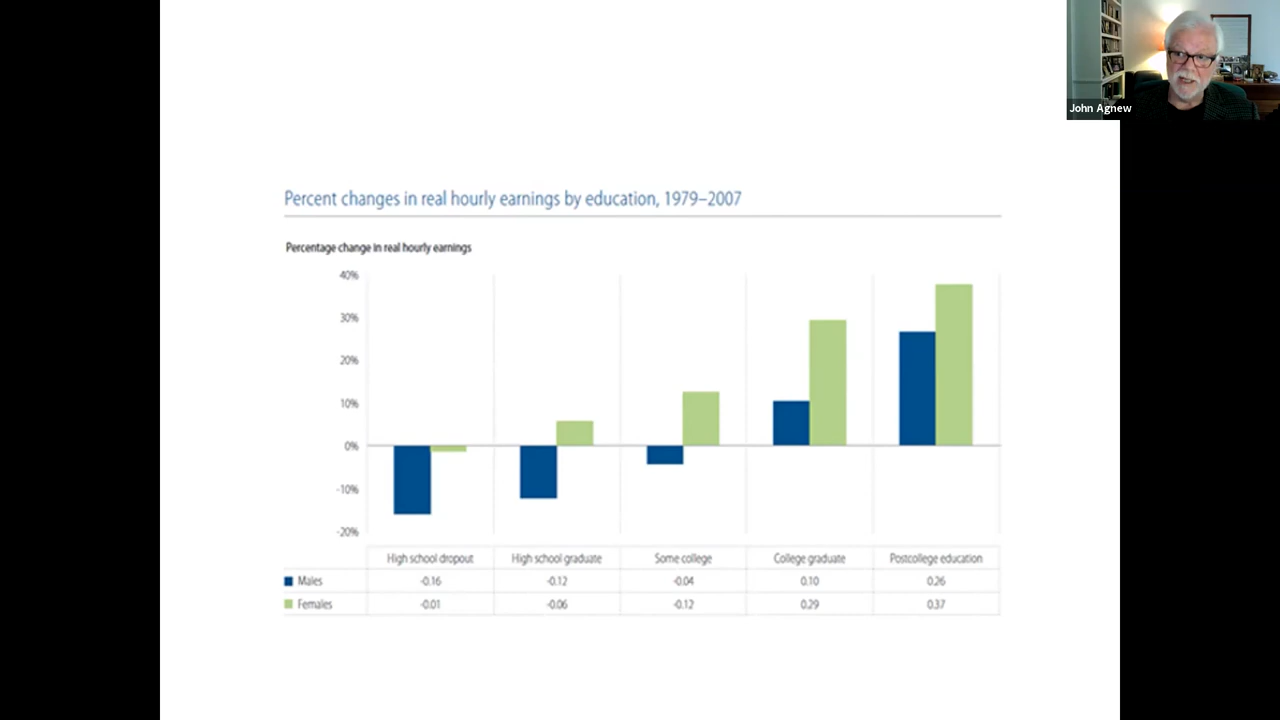 John Agnew
Percent changes in real hourly earnings by education, 1979–2007
Percentage change in real hourly earnings
40%
30%
20%
10%
0%
-10%
-20%
High school dropout High school graduate Some college College graduate Postcollege education
Males -0.16 -0.12 -0.04 0.10 0.26
Females -0.01 -0.06 -0.12 0.29 0.37